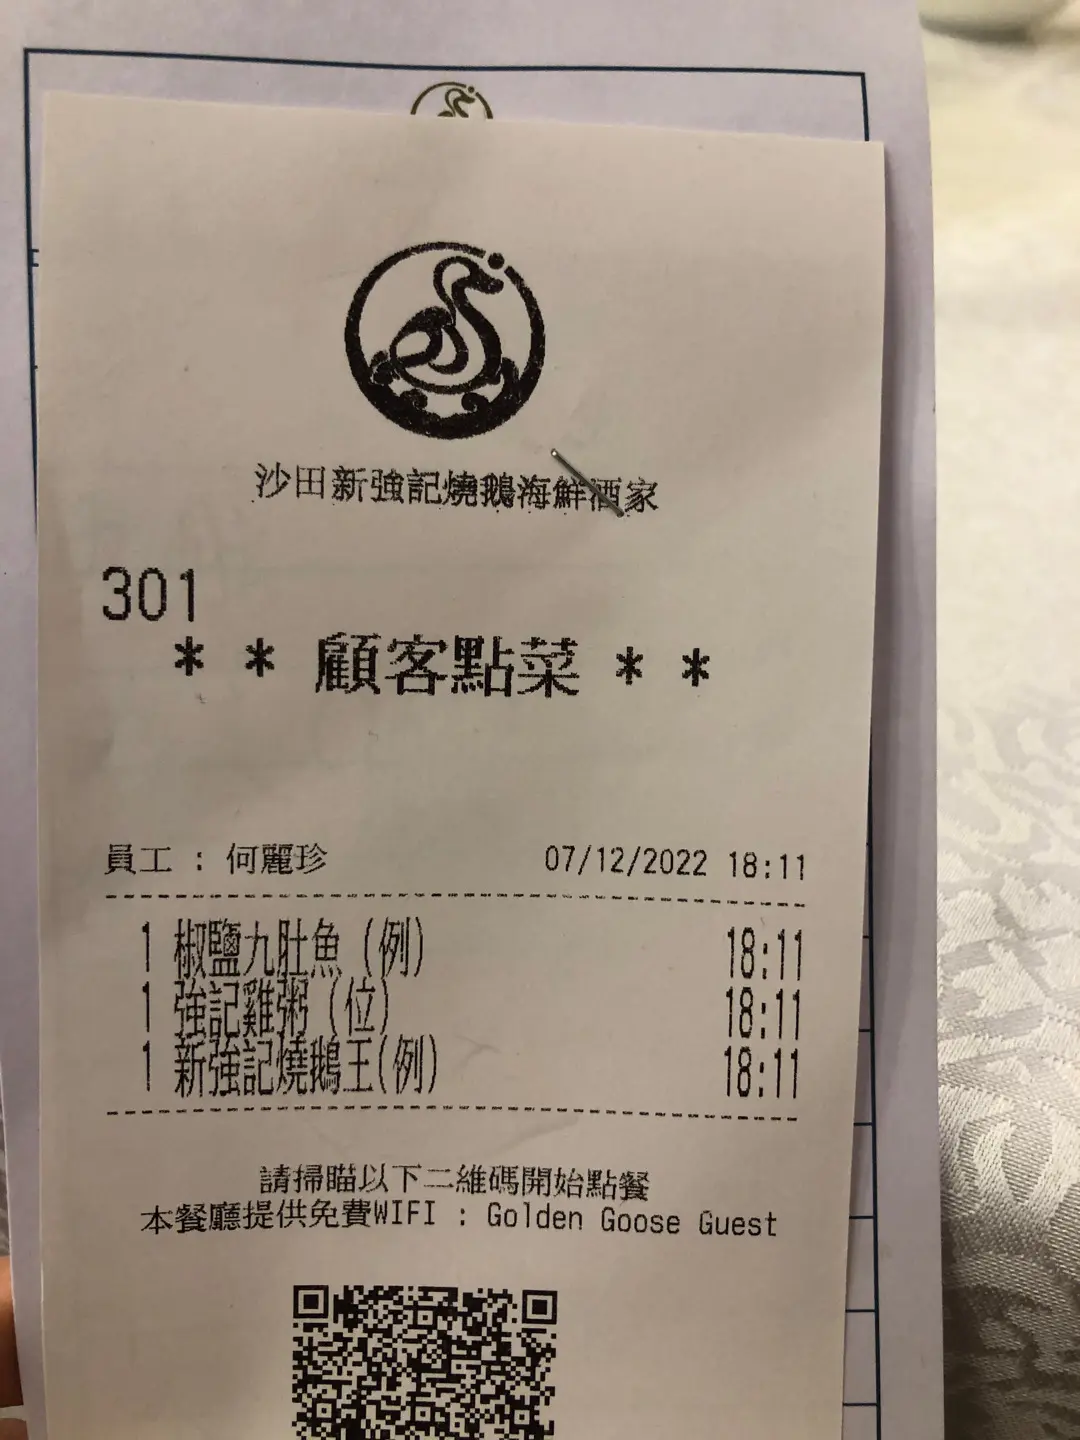 沙田新強記燒鵝海鮮酒家
301
* * 顧客點菜 * *
員工 : 何麗珍 07/12/2022 18:11
1 椒鹽九肚魚 (例) 18:11
1 強記雞粥 (位) 18:11
1 新強記燒鵝王(例) 18:11
請掃瞄以下二維碼開始點餐
本餐廳提供免費WIFI : Golden Goose Guest